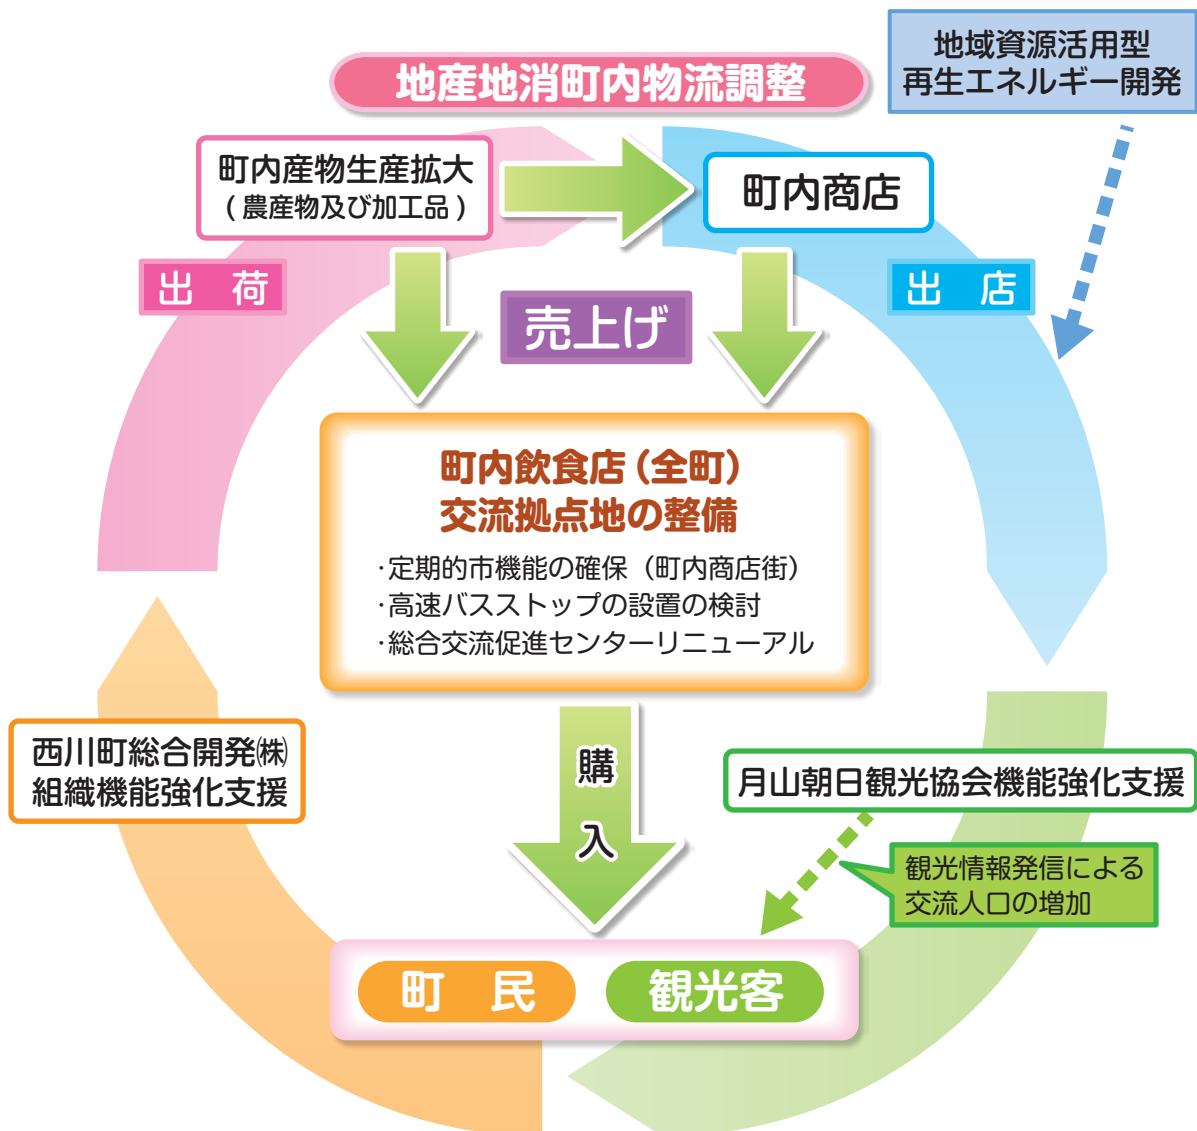 地域資源活用型
再生エネルギー開発
地産地消町内物流調整
町内産物生産拡大
(農産物及び加工品)
町内商店
出 荷
出 店
売上げ
町内飲食店(全町)
交流拠点地の整備
・定期的市機能の確保(町内商店街)
・高速バスストップの設置の検討
・総合交流促進センターリニューアル
西川町総合開発㈱
組織機能強化支援
購
入
月山朝日観光協会機能強化支援
観光情報発信による
交流人口の増加
町 民
観光客